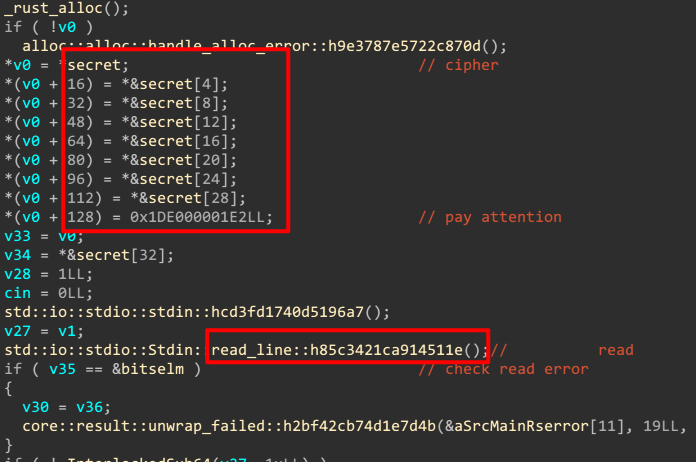 _rust_alloc();
if ( !v0 )
alloc::alloc::handle_alloc_error::h9e3787e5722c870d();
*v0 = *secret; // cipher
*(v0 + 16) = *&secret[4];
*(v0 + 32) = *&secret[8];
*(v0 + 48) = *&secret[12];
*(v0 + 64) = *&secret[16];
*(v0 + 80) = *&secret[20];
*(v0 + 96) = *&secret[24];
*(v0 + 112) = *&secret[28];
*(v0 + 128) = 0x1DE000001E2LL; // pay attention
v33 = v0;
v34 = *&secret[32];
v28 = 1LL;
cin = 0LL;
std::io::stdio::stdin::hcd3fd1740d5196a7();
v27 = v1;
std::io::stdio::Stdin::read_line::h85c3421ca914511e();// read
if ( v35 == &bitselm ) // check read error
{
v30 = v36;
core::result::unwrap_failed::h2bf42cb74d1e7d4b(&aSrcMainRserror[11], 19LL,
}
if ( ! InterlockedSub64(v27, 1uLL) )